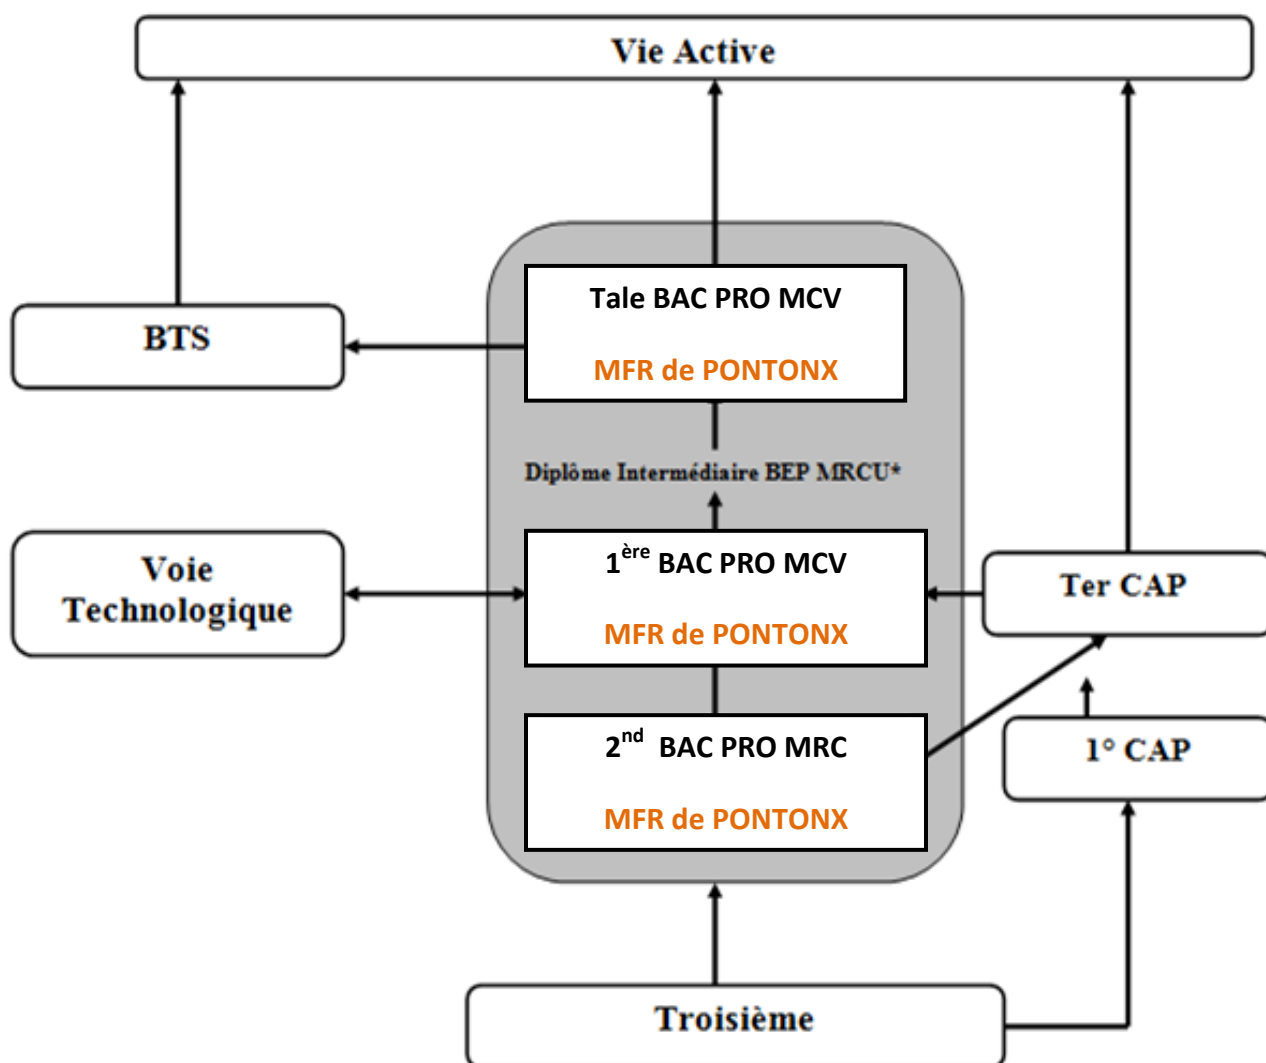 Vie Active
Tale BAC PRO MCV
MFR de PONTONX
BTS
Diplôme Intermédiaire BEP MRCU*
1ère BAC PRO MCV
MFR de PONTONX
Voie
Technologique
Ter CAP
2nd BAC PRO MRC
MFR de PONTONX
1° CAP
Troisième